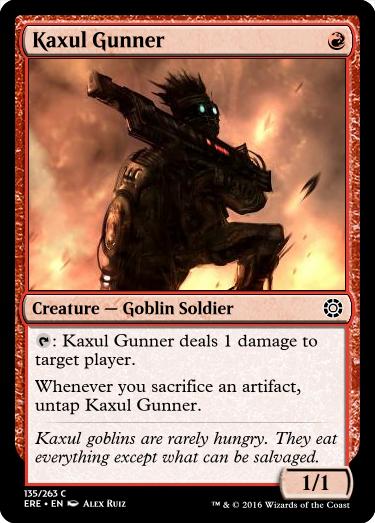 Kaxul Gunner
Creature — Goblin Soldier
: Kaxul Gunner deals 1 damage to
target player.
Whenever you sacrifice an artifact,
untap Kaxul Gunner.
Kaxul goblins are rarely hungry. They eat
everything except what can be salvaged.
1/1
135/263 C
ERE • EN ALEX RUIZ
™ & © 2016 Wizards of the Coast